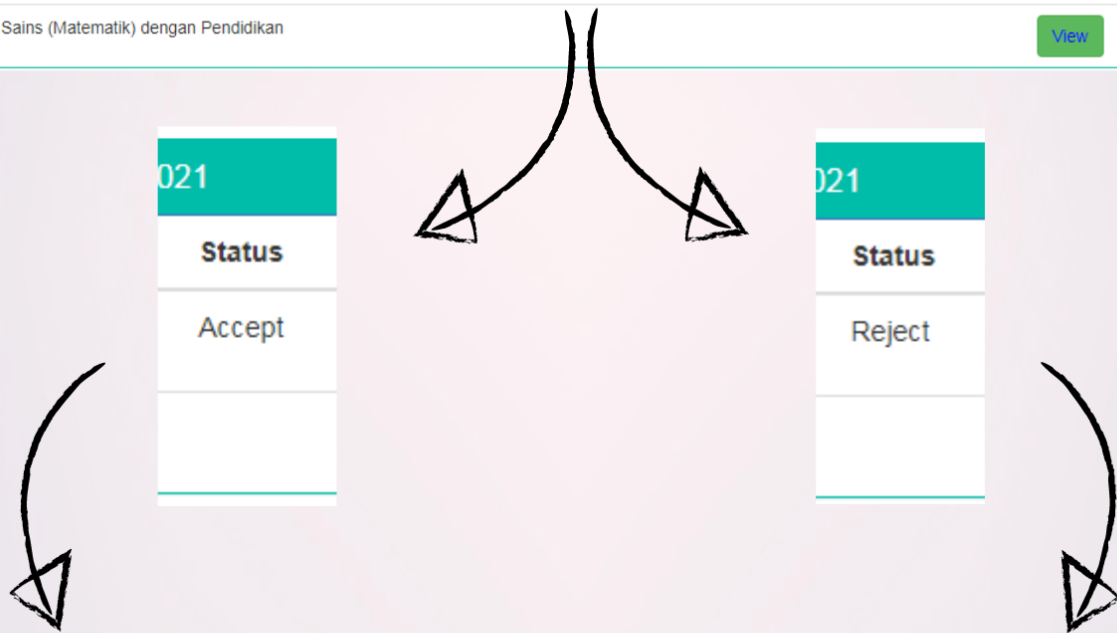 Sains (Matematik) dengan Pendidikan
View
021
Status
Accept
021
Status
Reject